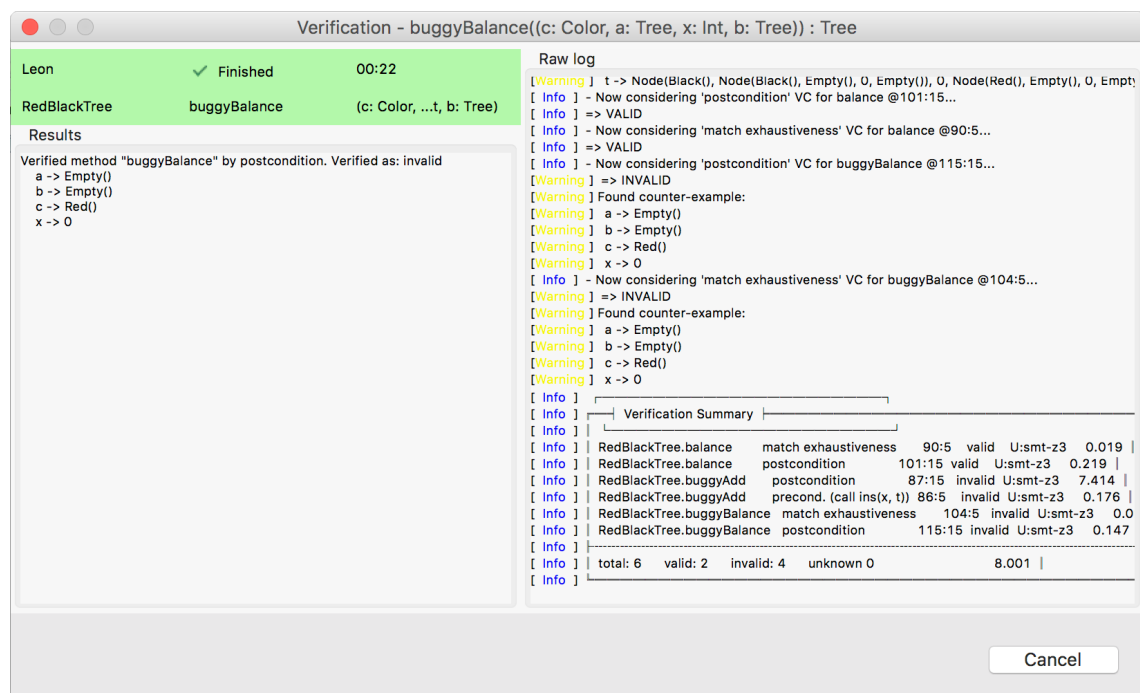 Verification - buggyBalance((c: Color, a: Tree, x: Int, b: Tree)) : Tree
Leon Finished 00:22
RedBlackTree buggyBalance (c: Color, ...t, b: Tree)
Results
Verified method "buggyBalance" by postcondition. Verified as: invalid
a -> Empty()
b -> Empty()
c -> Red()
x -> 0
Raw log
[Warning ] t -> Node(Black(), Node(Black(), Empty(), 0, Empty()), 0, Node(Red(), Empty(), 0, Empty
[ Info ] - Now considering 'postcondition' VC for balance @101:15...
[ Info ] => VALID
[ Info ] - Now considering 'match exhaustiveness' VC for balance @90:5...
[ Info ] => VALID
[ Info ] - Now considering 'postcondition' VC for buggyBalance @115:15...
[Warning ] => INVALID
[Warning ] Found counter-example:
[Warning ] a -> Empty()
[Warning ] b -> Empty()
[Warning ] c -> Red()
[Warning ] x -> 0
[ Info ] - Now considering 'match exhaustiveness' VC for buggyBalance @104:5...
[Warning ] => INVALID
[Warning ] Found counter-example:
[Warning ] a -> Empty()
[Warning ] b -> Empty()
[Warning ] c -> Red()
[Warning ] x -> 0
[ Info ]
[ Info ] Verification Summary
[ Info ]
[ Info ] RedBlackTree.balance match exhaustiveness 90:5 valid U:smt-z3 0.019
[ Info ] RedBlackTree.balance postcondition 101:15 valid U:smt-z3 0.219
[ Info ] RedBlackTree.buggyAdd postcondition 87:15 invalid U:smt-z3 7.414
[ Info ] RedBlackTree.buggyAdd precond. (call ins(x, t)) 86:5 invalid U:smt-z3 0.176
[ Info ] RedBlackTree.buggyBalance match exhaustiveness 104:5 invalid U:smt-z3 0.0
[ Info ] RedBlackTree.buggyBalance postcondition 115:15 invalid U:smt-z3 0.147
[ Info ]
[ Info ] total: 6 valid: 2 invalid: 4 unknown 0 8.001
[ Info ]
Cancel